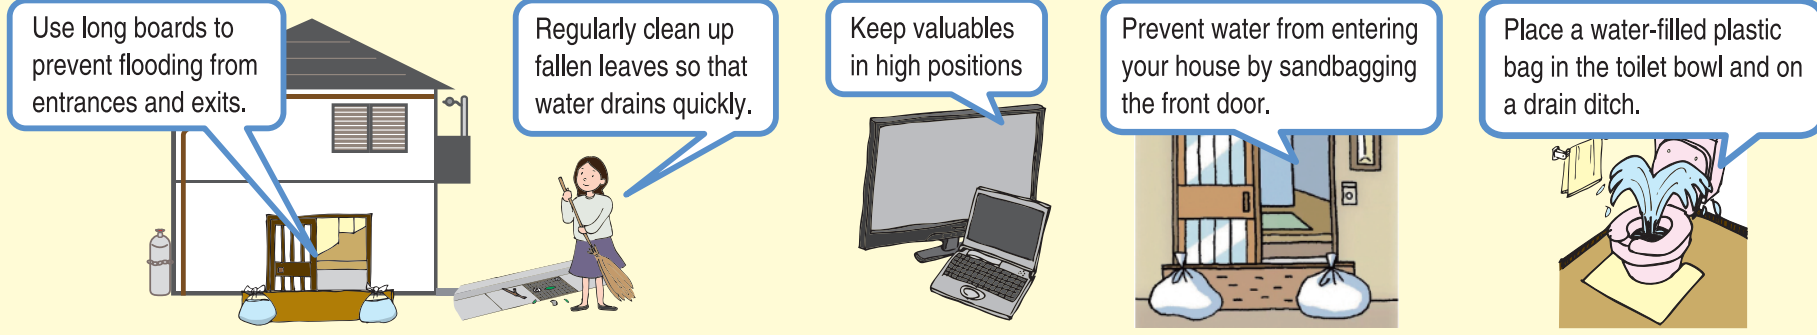 Use long boards to
prevent flooding from
entrances and exits.
Regularly clean up
fallen leaves so that
water drains quickly.
Keep valuables
in high positions
Prevent water from entering
your house by sandbagging
the front door.
Place a water-filled plastic
bag in the toilet bowl and on
a drain ditch.